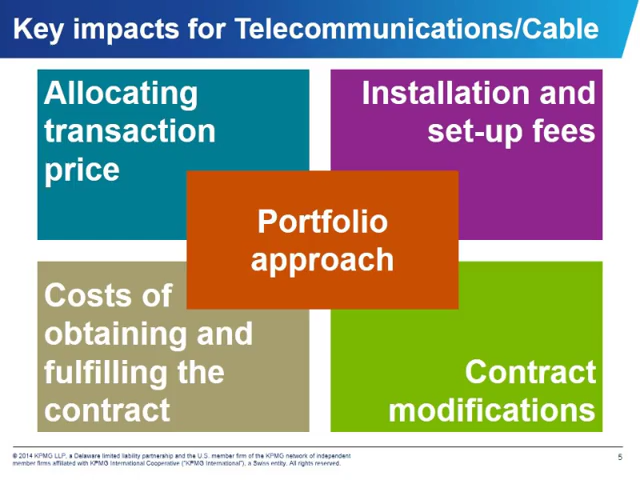 Key impacts for Telecommunications/Cable
Allocating
transaction
price
Installation and
set-up fees
Portfolio
approach
Costs of
obtaining and
fulfilling the
contract
Contract
modifications
© 2014 KPMG LLP, a Delaware limited liability partnership and the U.S. member firm of the KPMG network of independent
member firms affiliated with KPMG International Cooperative ("KPMG International"), a Swiss entity. All rights reserved.
5